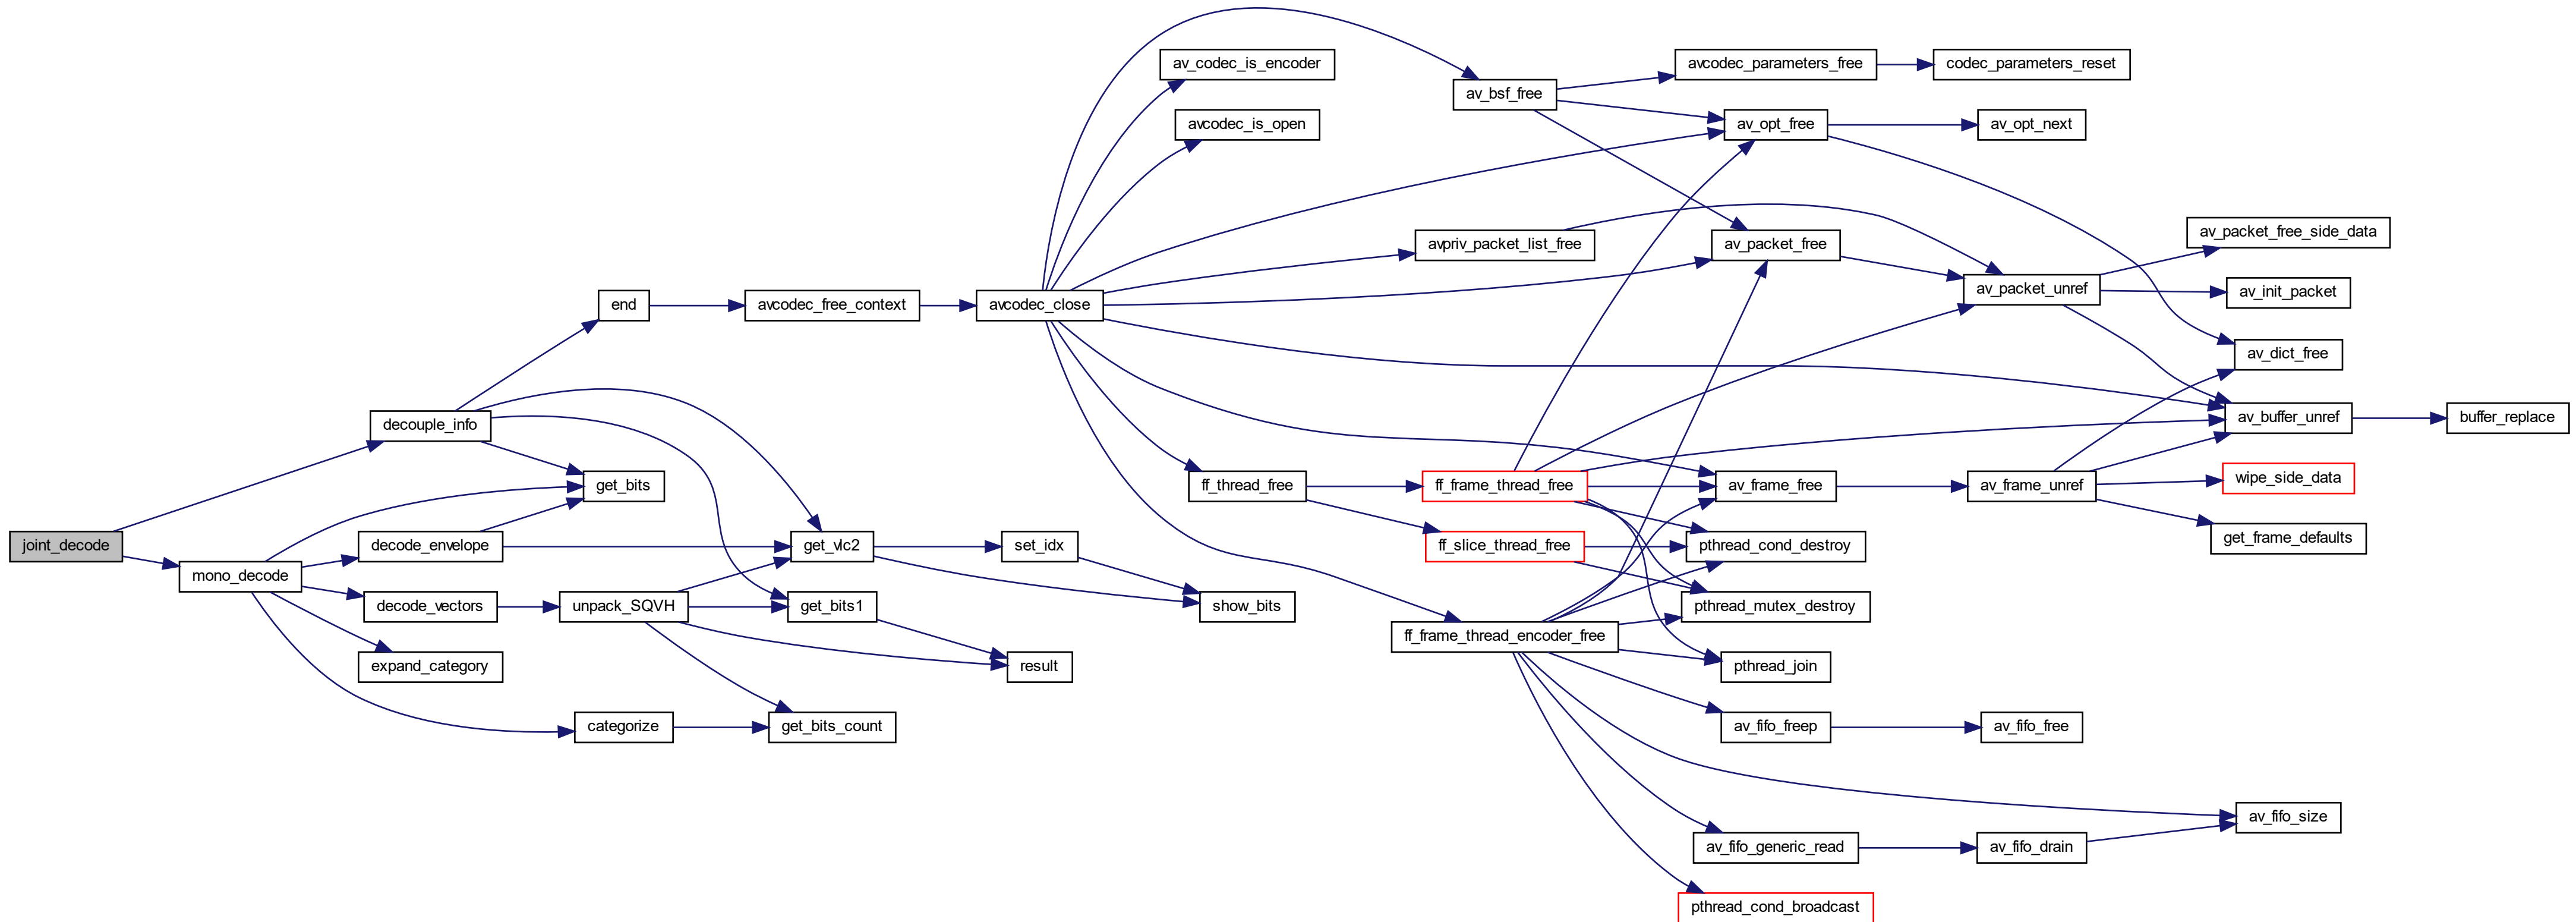 joint_decode
decouple_info
mono_decode
end
get_bits
decode_envelope
decode_vectors
expand_category
categorize
avcodec_free_context
get_vlc2
unpack_SQVH
get_bits1
get_bits_count
set_idx
show_bits
result
avcodec_close
av_codec_is_encoder
avcodec_is_open
ff_thread_free
av_bsf_free
avpriv_packet_list_free
ff_frame_thread_free
ff_slice_thread_free
ff_frame_thread_encoder_free
avcodec_parameters_free
av_opt_free
av_packet_free
av_frame_free
pthread_cond_destroy
pthread_mutex_destroy
pthread_join
av_fifo_freep
av_fifo_generic_read
pthread_cond_broadcast
codec_parameters_reset
av_opt_next
av_packet_unref
av_frame_unref
av_fifo_free
av_fifo_drain
av_packet_free_side_data
av_init_packet
av_dict_free
av_buffer_unref
wipe_side_data
get_frame_defaults
av_fifo_size
buffer_replace